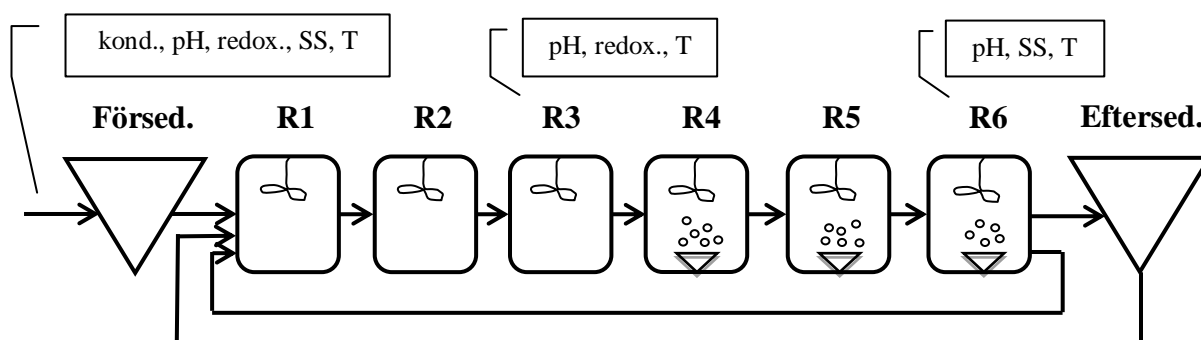 kond., pH, redox., SS, T
pH, redox., T
pH, SS, T
Försed.
R1
R2
R3
R4
R5
R6
Eftersed.